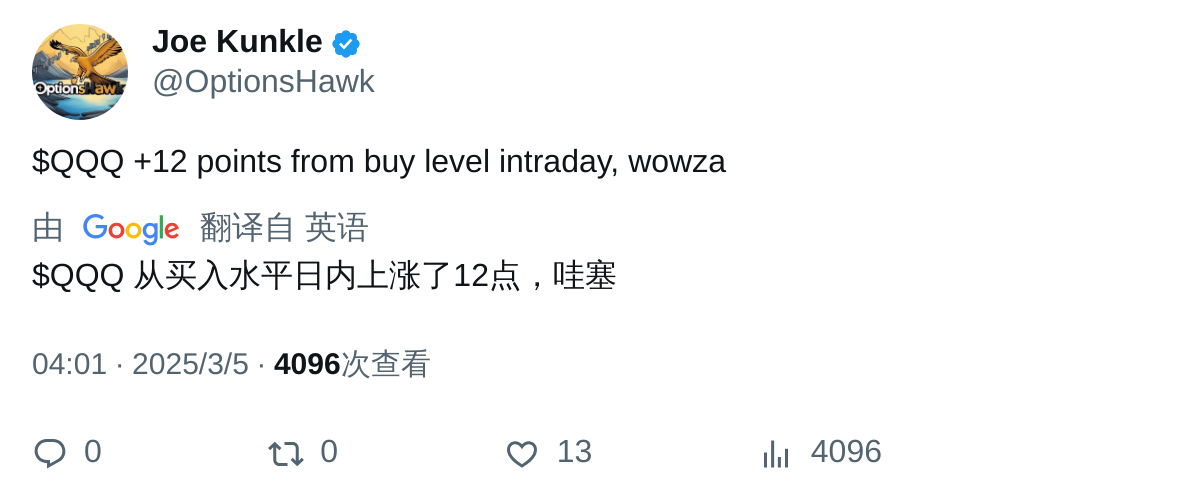 OptionsHawk
Joe Kunkle
@OptionsHawk
$QQQ +12 points from buy level intraday, wowza
由 Google 翻译自 英语
$QQQ 从买入水平日内上涨了12点，哇塞
04:01 · 2025/3/5 · 4096次查看
0 0 13 4096